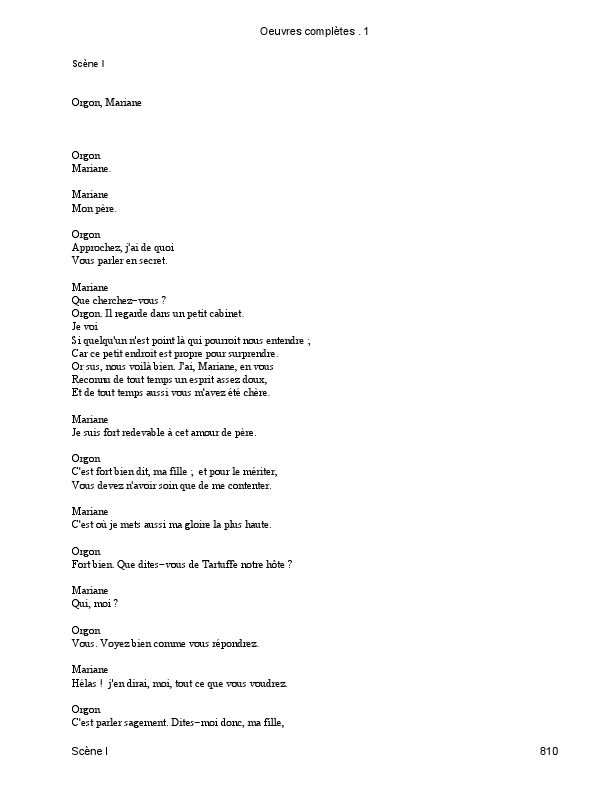 Oeuvres complètes . 1
Scène I
Orgon, Mariane
Orgon
Mariane.
Mariane
Mon père.
Orgon
Approchez, j'ai de quoi
Vous parler en secret.
Mariane
Que cherchez−vous ?
Orgon. Il regarde dans un petit cabinet.
Je voi
Si quelqu'un n'est point là qui pourroit nous entendre ;
Car ce petit endroit est propre pour surprendre.
Or sus, nous voilà bien. J'ai, Mariane, en vous
Reconnu de tout temps un esprit assez doux,
Et de tout temps aussi vous m'avez été chère.
Mariane
Je suis fort redevable à cet amour de père.
Orgon
C'est fort bien dit, ma fille ; et pour le mériter,
Vous devez n'avoir soin que de me contenter.
Mariane
C'est où je mets aussi ma gloire la plus haute.
Orgon
Fort bien. Que dites−vous de Tartuffe notre hôte ?
Mariane
Qui, moi ?
Orgon
Vous. Voyez bien comme vous répondrez.
Mariane
Hélas ! j'en dirai, moi, tout ce que vous voudrez.
Orgon
C'est parler sagement. Dites−moi donc, ma fille,
Scène I 810